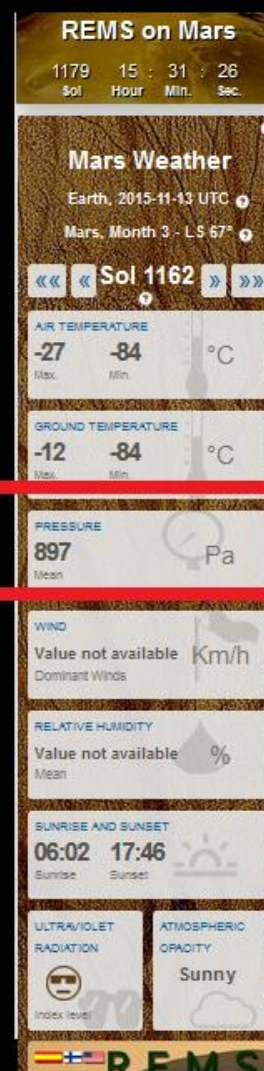 REMS on Mars
1179 15 : 31 : 26
Sol Hour Min. Sec.
Mars Weather
Earth, 2015-11-13 UTC ?
Mars, Month 3 - LS 67° ?
«« « Sol 1162 » »»
?
AIR TEMPERATURE
-27 -84 °C
Max. Min.
GROUND TEMPERATURE
-12 -84 °C
Max. Min.
PRESSURE
897 Pa
Mean
WIND
Value not available Km/h
Dominant Winds
RELATIVE HUMIDITY
Value not available %
Mean
SUNRISE AND SUNSET
06:02 17:46
Sunrise Sunset
ULTRAVIOLET RADIATION
Index level
ATMOSPHERIC OPACITY
Sunny
REMS